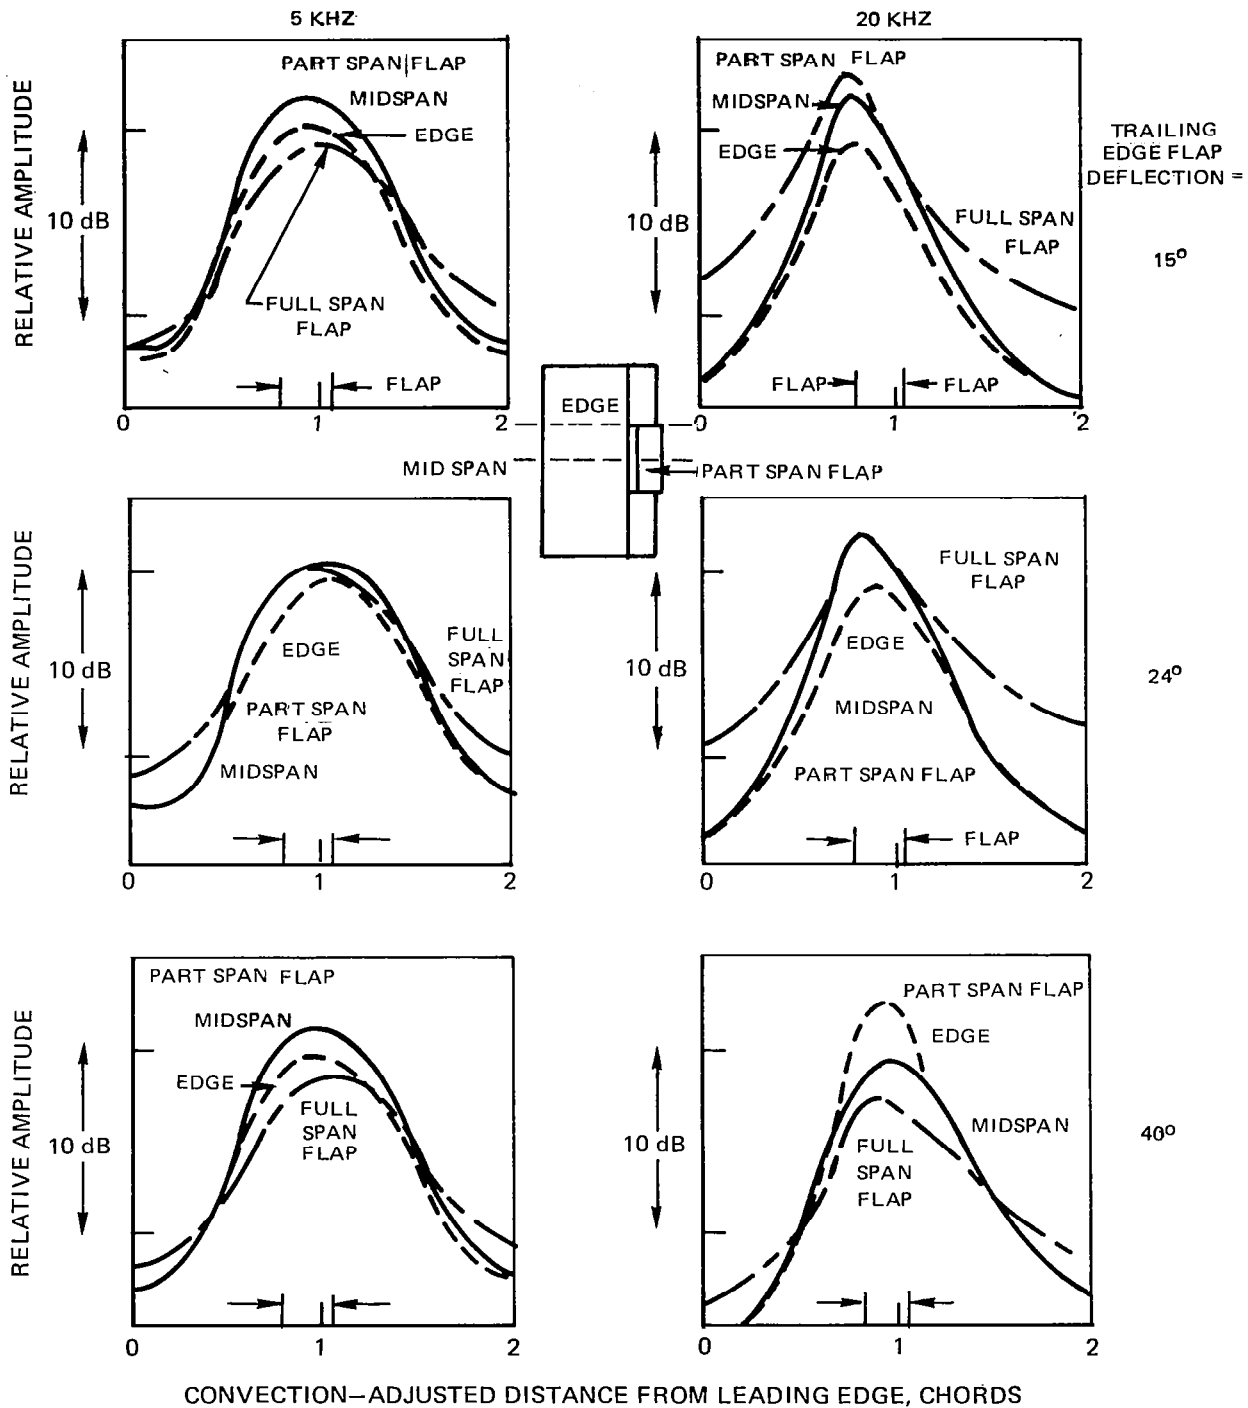 5 KHZ
20 KHZ
RELATIVE AMPLITUDE
10 dB
PART SPAN FLAP
MIDSPAN
EDGE
FULL SPAN
FLAP
FLAP
0 1 2
10 dB
PART SPAN FLAP
MIDSPAN
EDGE
FULL SPAN
FLAP
FLAP FLAP
0 1 2
TRAILING
EDGE FLAP
DEFLECTION =
15°
EDGE
MID SPAN
PART SPAN FLAP
RELATIVE AMPLITUDE
10 dB
EDGE
FULL
SPAN
FLAP
PART SPAN
FLAP
MIDSPAN
0 1 2
10 dB
FULL SPAN
FLAP
EDGE
MIDSPAN
PART SPAN FLAP
FLAP
0 1 2
24°
RELATIVE AMPLITUDE
10 dB
PART SPAN FLAP
MIDSPAN
EDGE
FULL
SPAN
FLAP
0 1 2
10 dB
PART SPAN FLAP
EDGE
MIDSPAN
FULL
SPAN
FLAP
0 1 2
40°
CONVECTION–ADJUSTED DISTANCE FROM LEADING EDGE, CHORDS